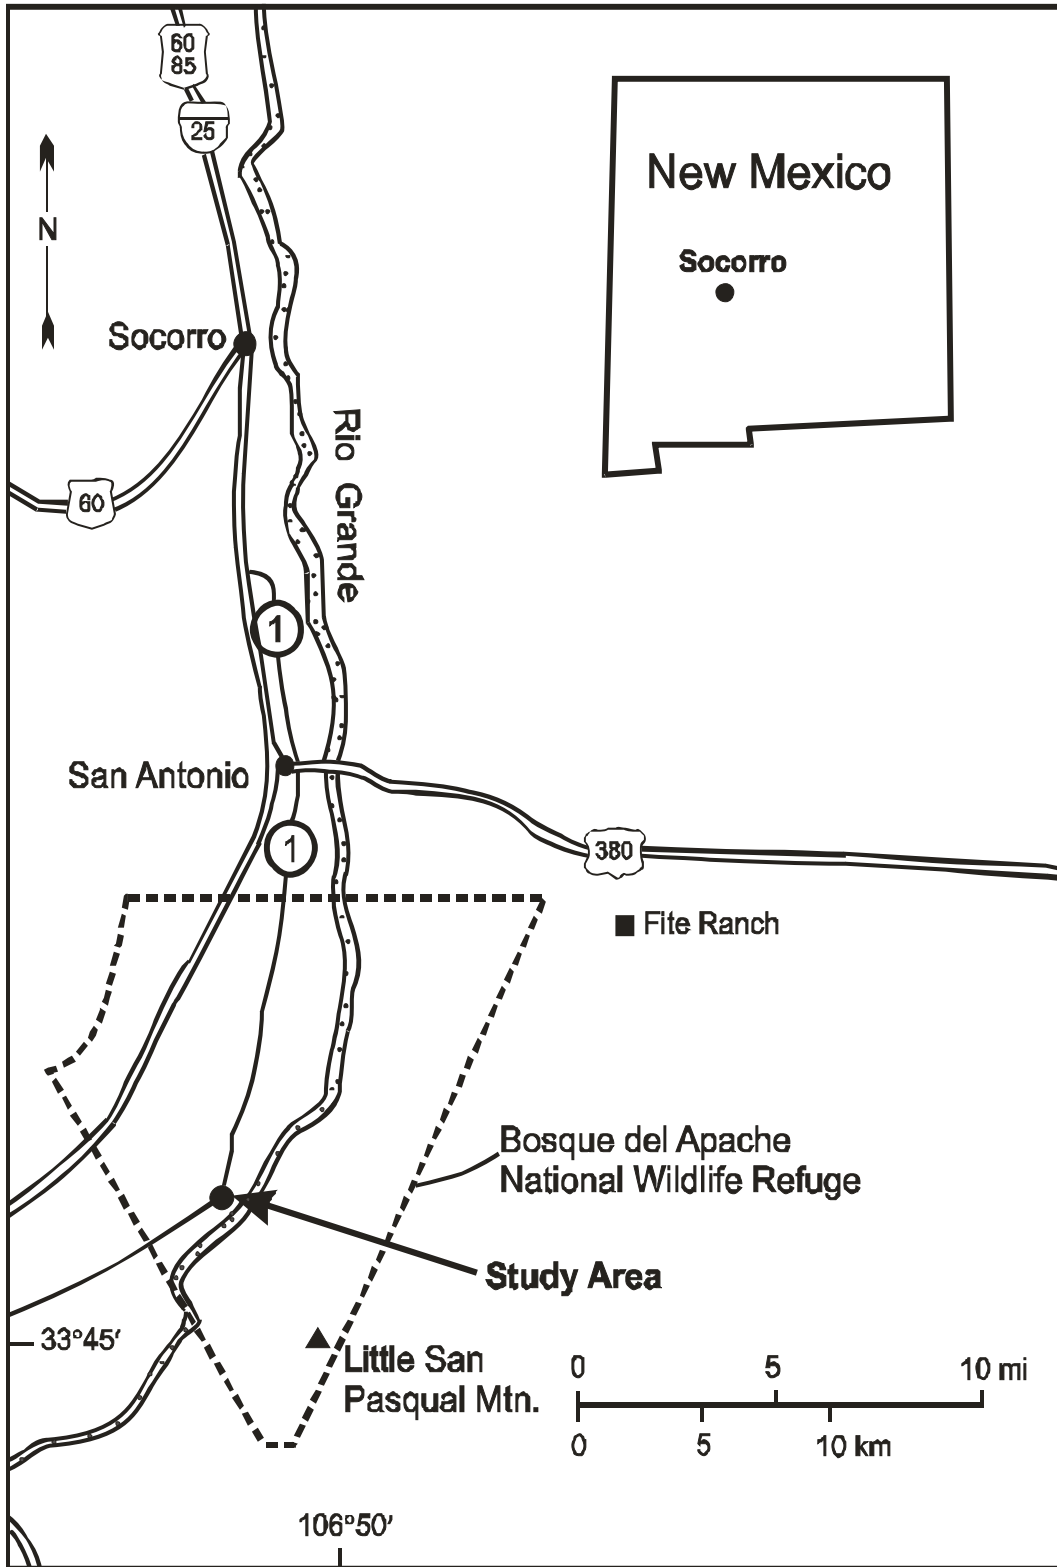 60
85
25
N
New Mexico
Socorro
Socorro
Rio Grande
60
1
San Antonio
1
380
Fite Ranch
Bosque del Apache
National Wildlife Refuge
Study Area
33°45'
Little San
Pasqual Mtn.
0 5 10 mi
0 5 10 km
106°50'